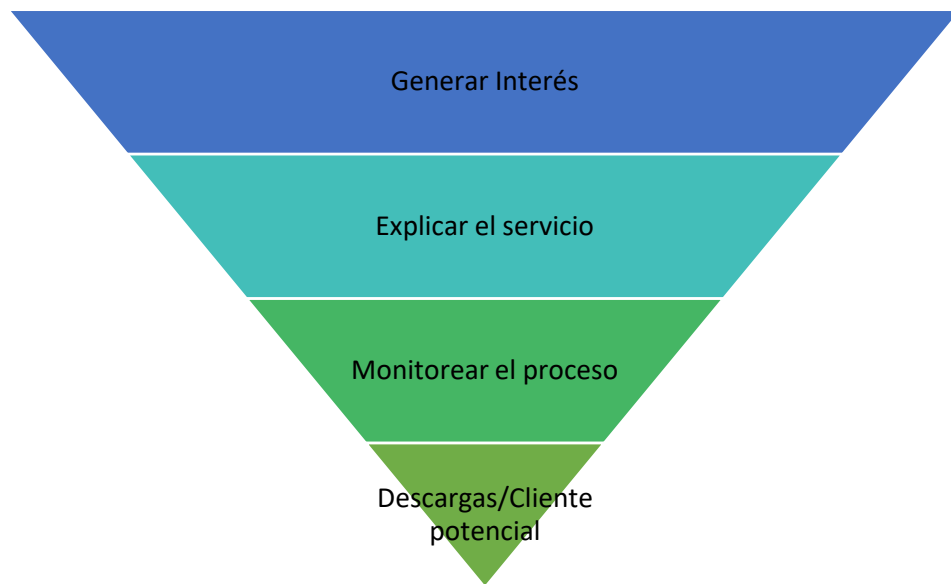 Generar Interés
Explicar el servicio
Monitorear el proceso
Descargas/Cliente
potencial